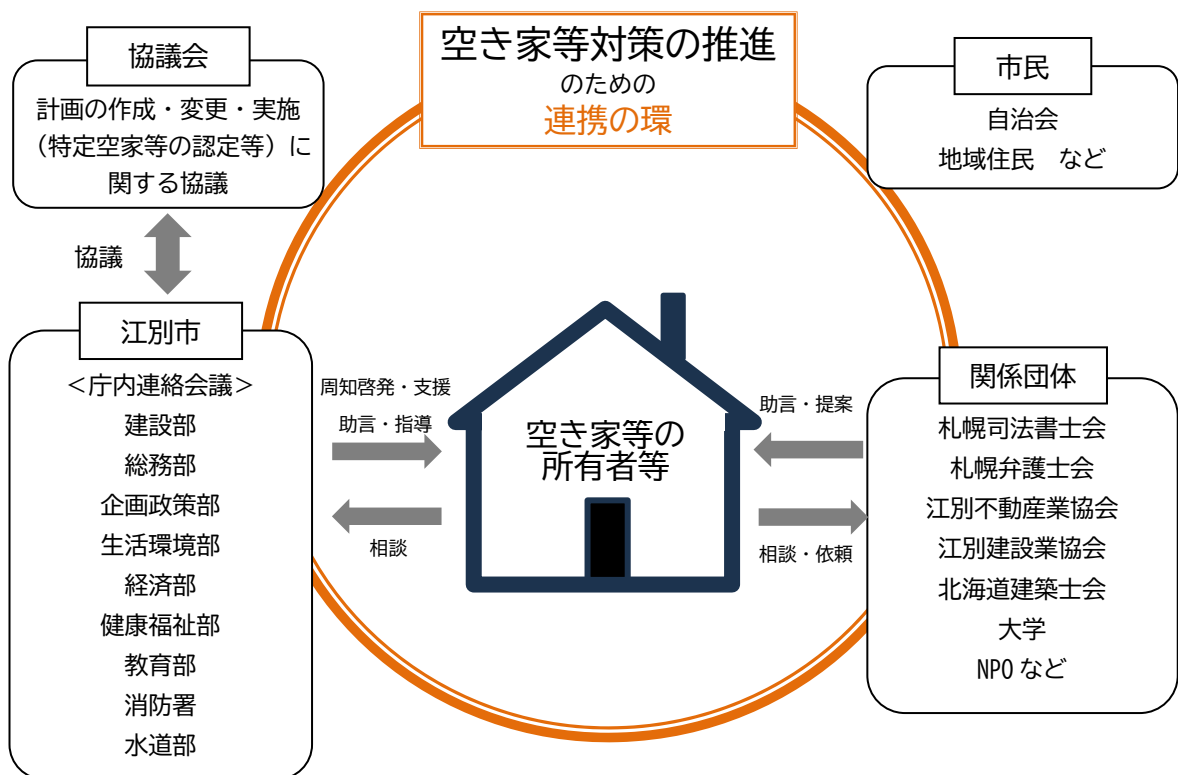 空き家等対策の推進
のための
連携の環
協議会
計画の作成・変更・実施
(特定空家等の認定等)に
関する協議
協議
市民
自治会
地域住民　など
江別市
＜庁内連絡会議＞
建設部
総務部
企画政策部
生活環境部
経済部
健康福祉部
教育部
消防署
水道部
周知啓発・支援
助言・指導
相談
空き家等の
所有者等
助言・提案
相談・依頼
関係団体
札幌司法書士会
札幌弁護士会
江別不動産業協会
江別建設業協会
北海道建築士会
大学
NPO など